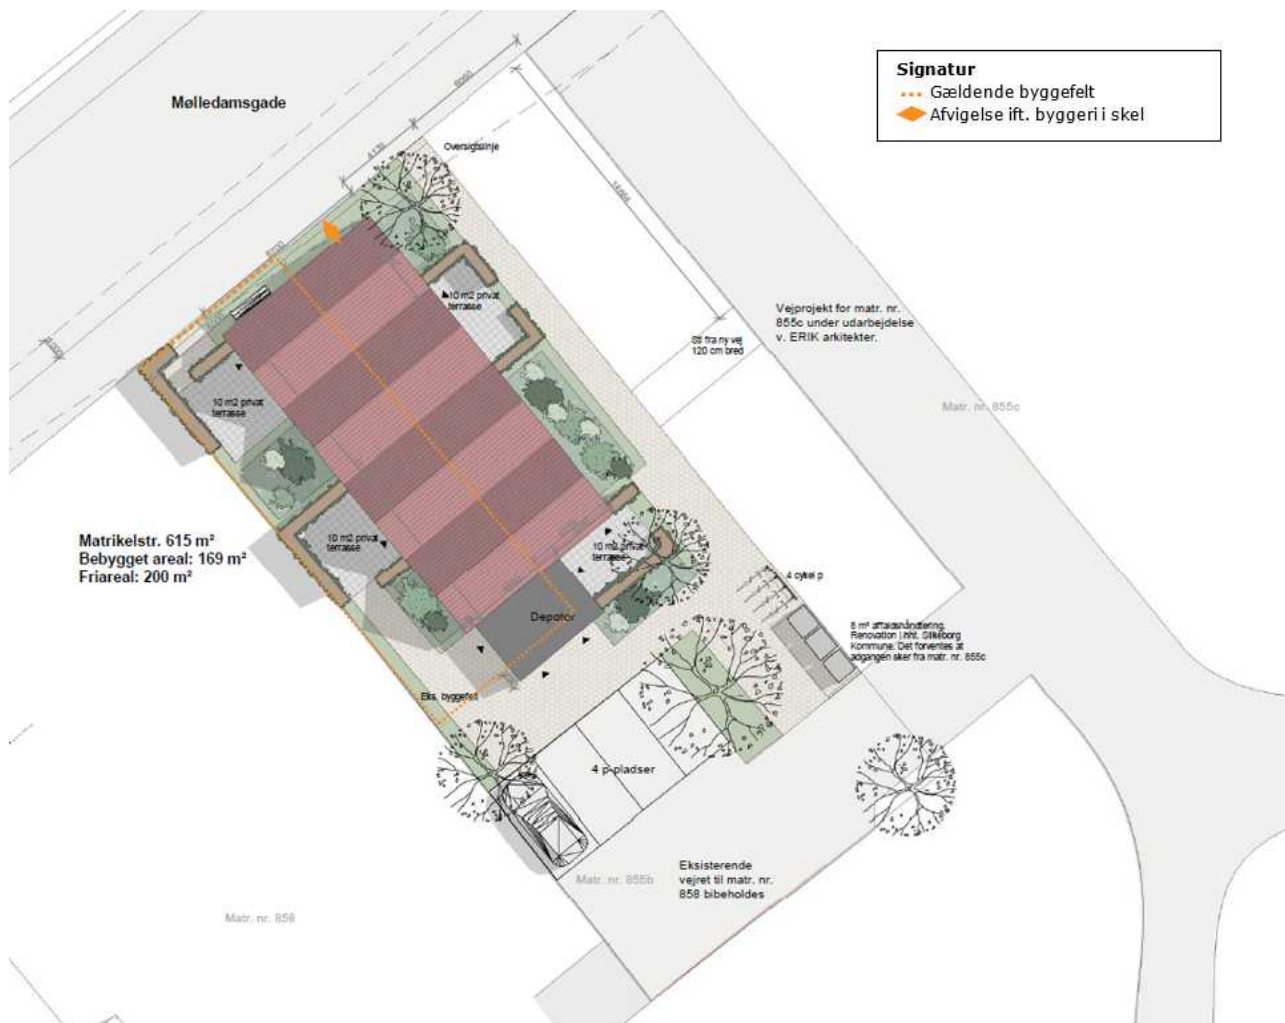 Mølledamsgade
Signatur
Gældende byggefelt
Afvigelse ift. byggeri i skel
Oversigtslinje
10 m2 privat
terrasse
Sti fra ny vej
120 cm bred
Vejprojekt for matr. nr.
855c under udarbejdelse
v. ERIK arkitekter.
Matr. nr. 855c
10 m2 privat
terrasse
Matrikelstr. 615 m²
Bebygget areal: 169 m²
Friareal: 200 m²
10 m2 privat
terrasse
10 m2 privat
terrasse
4 cykel p
Depoter
8 m² affaldshåndtering.
Renovation i.hht. Silkeborg
Kommune. Det forventes at
adgangen sker fra matr. nr. 855c
Eks. byggefelt
4 p-pladser
Eksisterende
vejret til matr. nr.
858 bibeholdes
Matr. nr. 855b
Matr. nr. 858